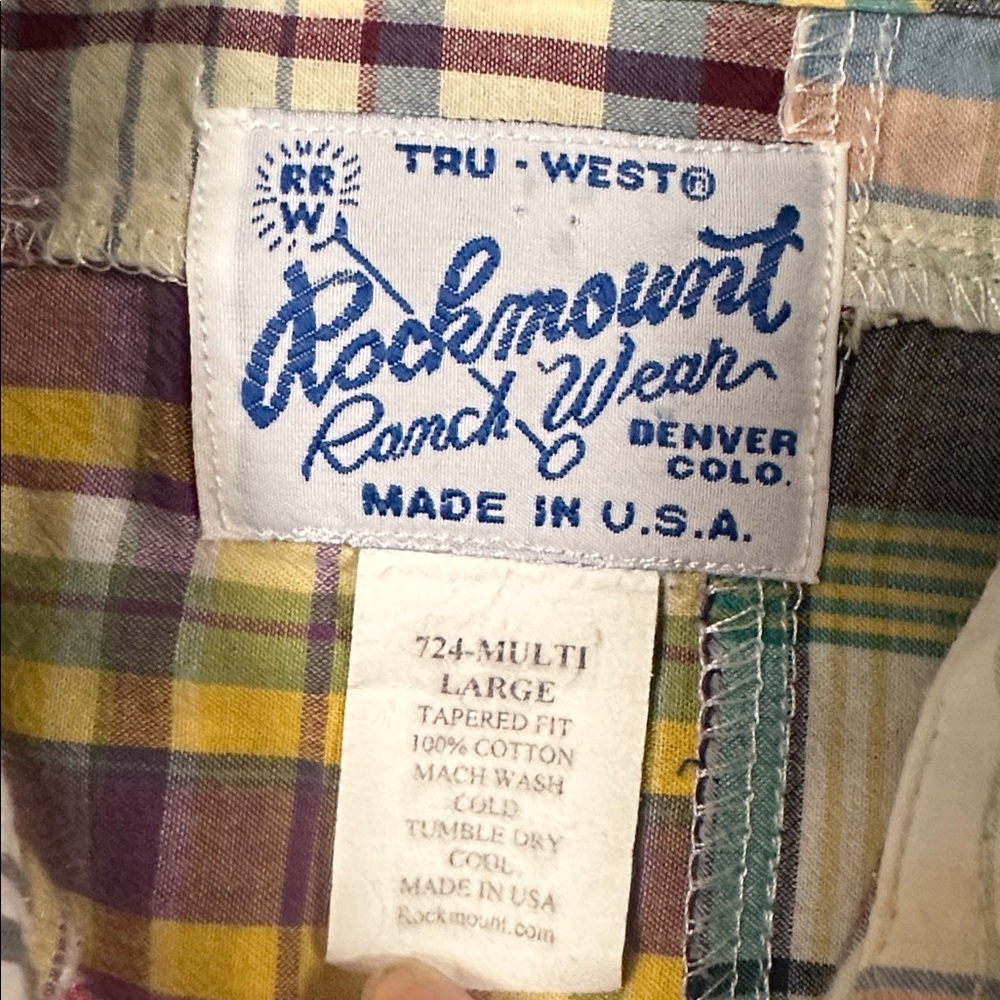 RR
W
TRU - WEST®
Rockmount
Ranch Wear
DENVER
COLO.
MADE IN U.S.A.
724-MULTI
LARGE
TAPERED FIT
100% COTTON
MACH WASH
COLD
TUMBLE DRY
COOL
MADE IN USA
Rockmount.com